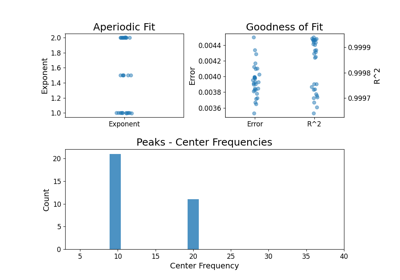 Aperiodic Fit
Exponent
2.0
1.8
1.6
1.4
1.2
1.0
Exponent
Goodness of Fit
Error
0.0044
0.0042
0.0040
0.0038
0.0036
Error
R^2
0.9999
0.9998
0.9997
R^2
Peaks - Center Frequencies
Count
20
15
10
5
0
5
10
15
20
25
30
35
40
Center Frequency